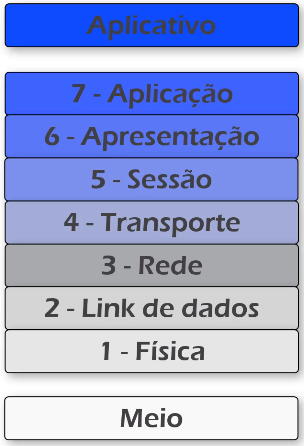 Aplicativo
7 - Aplicação
6 - Apresentação
5 - Sessão
4 - Transporte
3 - Rede
2 - Link de dados
1 - Física
Meio